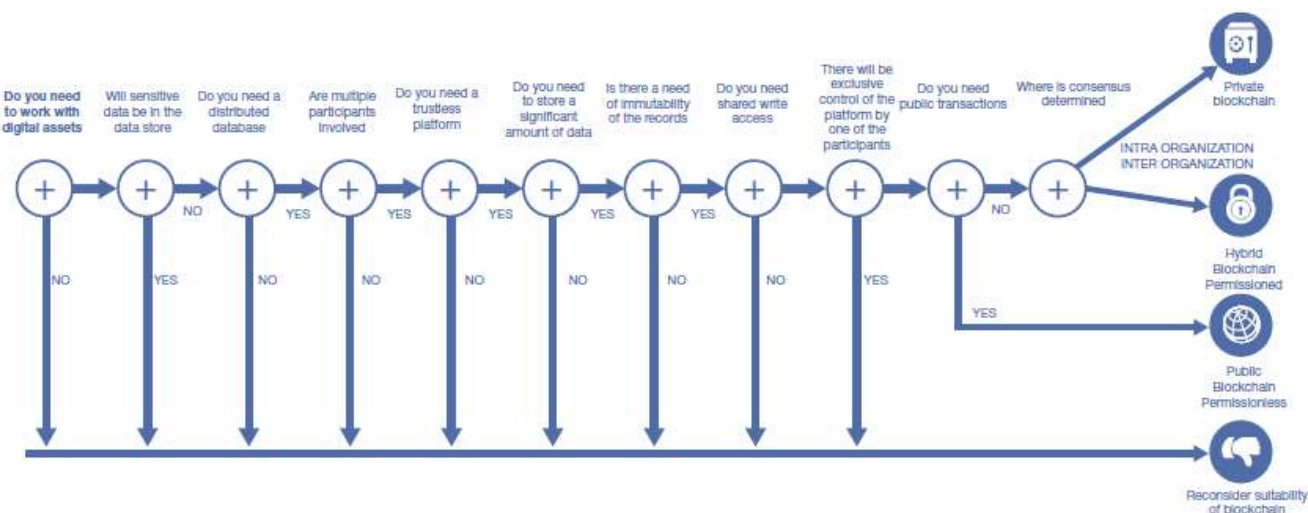 Do you need
to work with
digital assets
Will sensitive
data be in the
data store
Do you need a
distributed
database
Are multiple
participants
involved
Do you need a
trustless
platform
Do you need
to store a
significant
amount of data
Is there a need
of immutability
of the records
Do you need
shared write
access
There will be
exclusive
control of the
platform by
one of the
participants
Do you need
public transactions
Where is consensus
determined
Private
blockchain
INTRA ORGANIZATION
INTER ORGANIZATION
NO
YES
YES
YES
YES
YES
NO
Hybrid
Blockchain
Permissioned
NO
YES
NO
NO
NO
NO
NO
NO
YES
YES
Public
Blockchain
Permissionless
Reconsider suitability
of blockchain